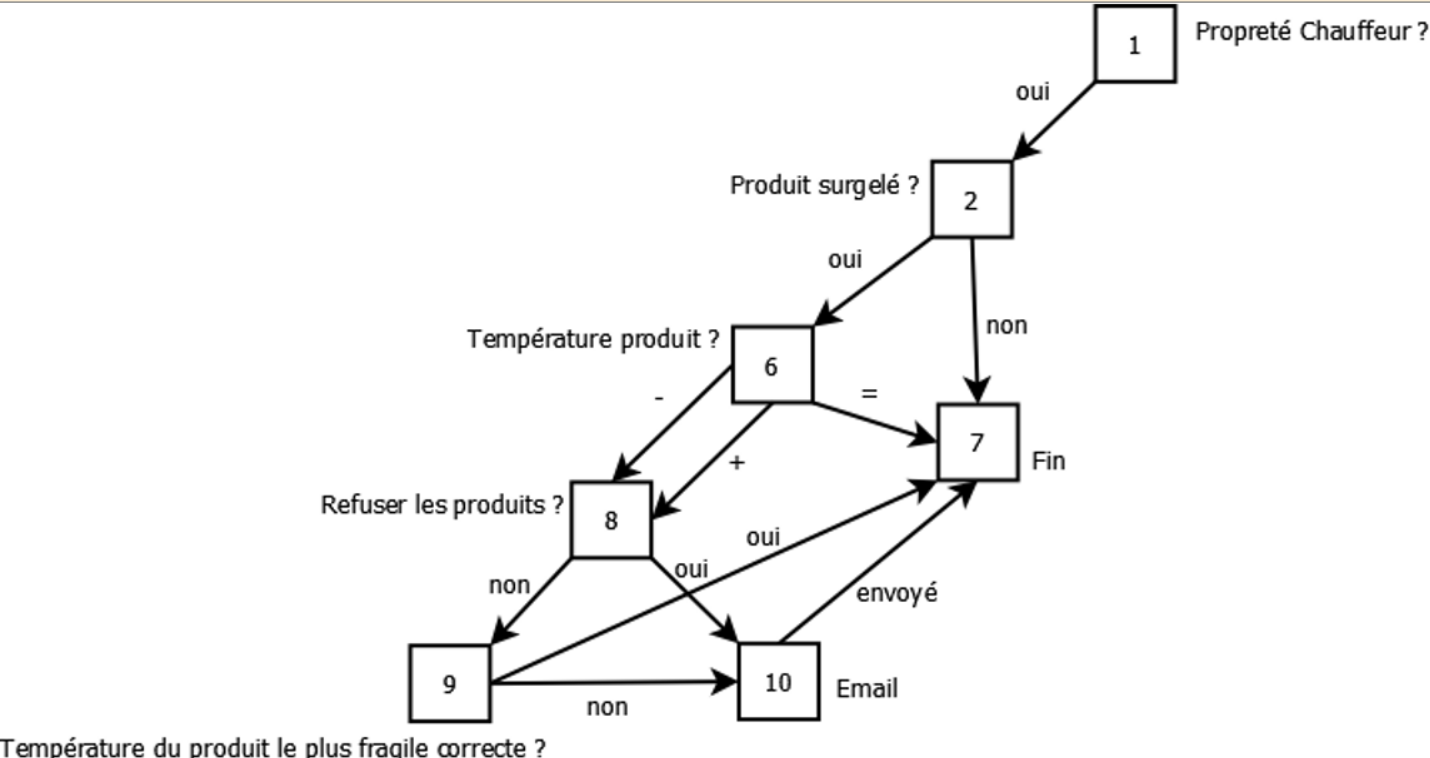 1
Propreté Chauffeur ?
oui
Produit surgelé ?
2
oui
non
Température produit ?
6
-
=
+
7
Fin
Refuser les produits ?
8
oui
oui
non
envoyé
9
non
10
Email
Température du produit le plus fragile correcte ?